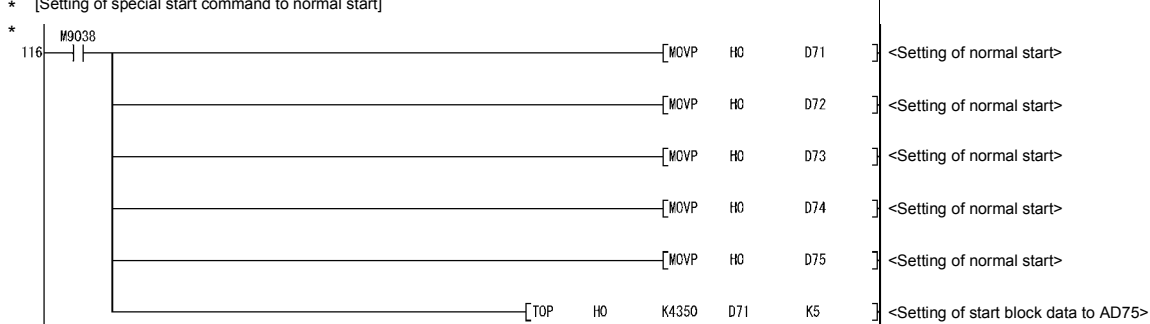 * [Setting of special start command to normal start]
*
M9038
116 MOVP H0 D71 <Setting of normal start>
MOVP H0 D72 <Setting of normal start>
MOVP H0 D73 <Setting of normal start>
MOVP H0 D74 <Setting of normal start>
MOVP H0 D75 <Setting of normal start>
TOP H0 K4350 D71 K5 <Setting of start block data to AD75>